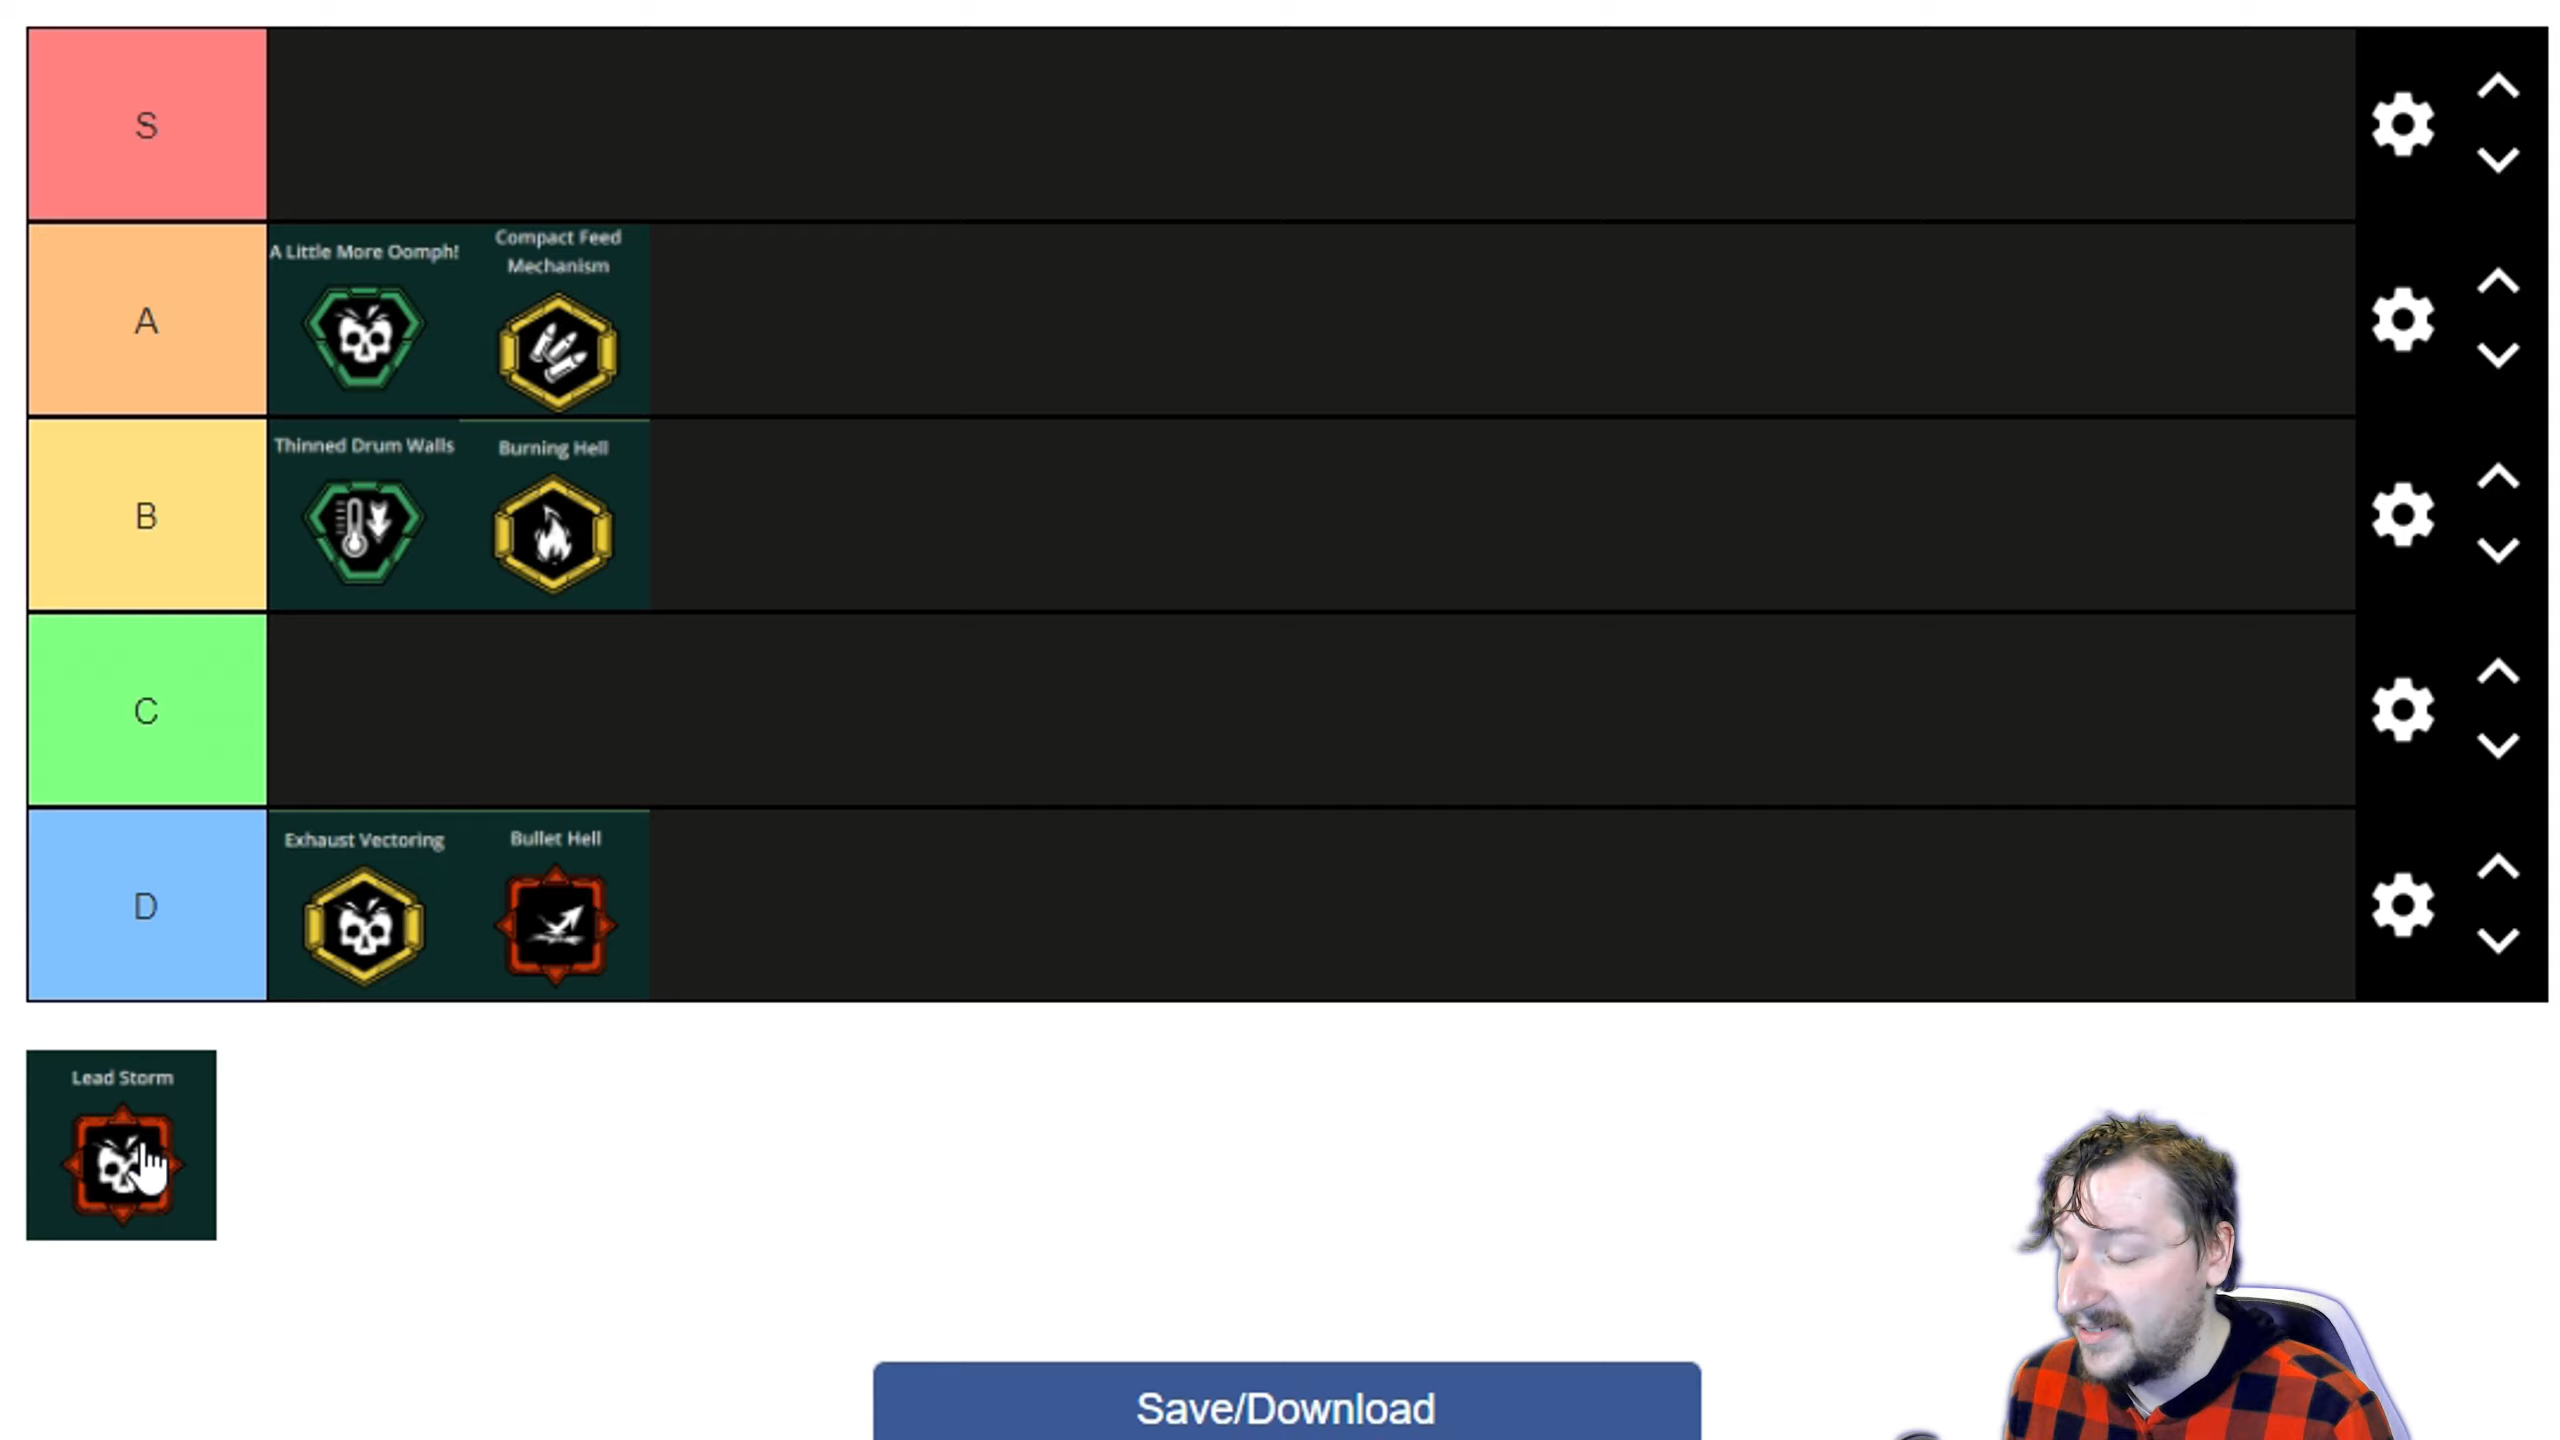 S
A
A Little More Oomph!
Compact Feed
Mechanism
B
Thinned Drum Walls
Burning Hell
C
D
Exhaust Vectoring
Bullet Hell
Lead Storm
Save/Download